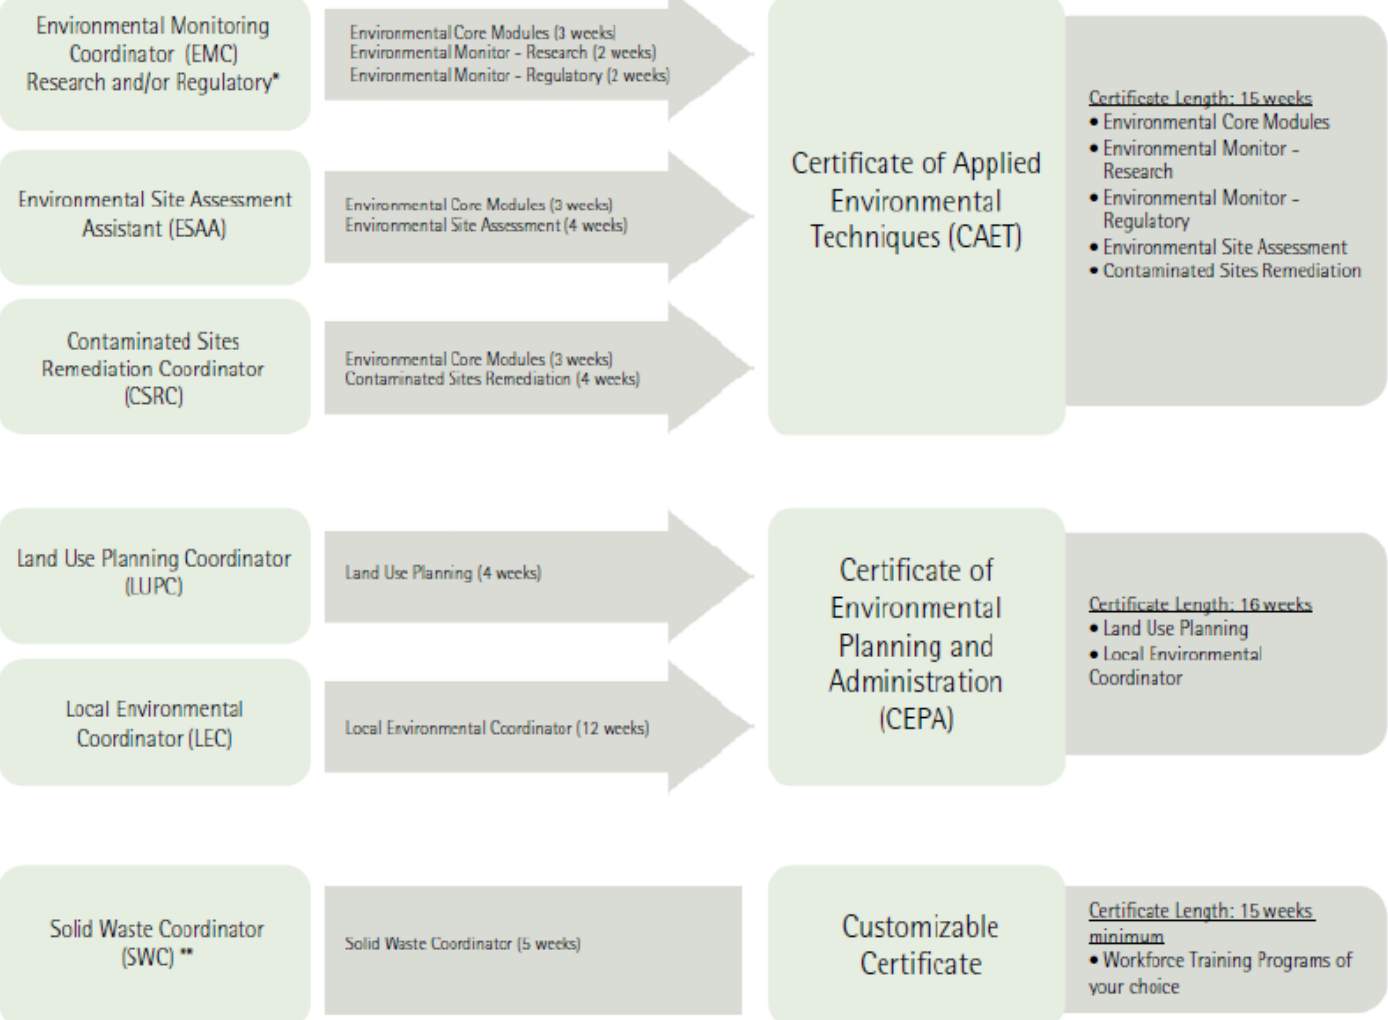 Environmental Monitoring
Coordinator (EMC)
Research and/or Regulatory*
Environmental Core Modules (3 weeks)
Environmental Monitor - Research (2 weeks)
Environmental Monitor - Regulatory (2 weeks)
Environmental Site Assessment
Assistant (ESAA)
Environmental Core Modules (3 weeks)
Environmental Site Assessment (4 weeks)
Contaminated Sites
Remediation Coordinator
(CSRC)
Environmental Core Modules (3 weeks)
Contaminated Sites Remediation (4 weeks)
Certificate of Applied
Environmental
Techniques (CAET)
Certificate Length: 15 weeks
• Environmental Core Modules
• Environmental Monitor -
Research
• Environmental Monitor -
Regulatory
• Environmental Site Assessment
• Contaminated Sites Remediation
Land Use Planning Coordinator
(LUPC)
Land Use Planning (4 weeks)
Local Environmental
Coordinator (LEC)
Local Environmental Coordinator (12 weeks)
Certificate of
Environmental
Planning and
Administration
(CEPA)
Certificate Length: 16 weeks
• Land Use Planning
• Local Environmental
Coordinator
Solid Waste Coordinator
(SWC) **
Solid Waste Coordinator (5 weeks)
Customizable
Certificate
Certificate Length: 15 weeks
minimum
• Workforce Training Programs of
your choice